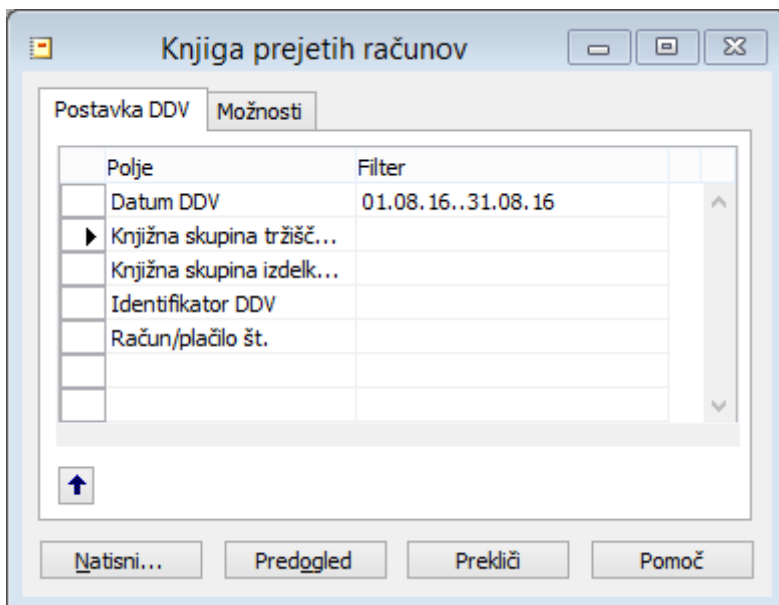 Knjiga prejetih računov
Postavka DDV Možnosti
Polje Filter
Datum DDV 01.08.16..31.08.16
Knjižna skupina tržišč...
Knjižna skupina izdelk...
Identifikator DDV
Račun/plačilo št.
Natisni... Predogled Prekliči Pomoč